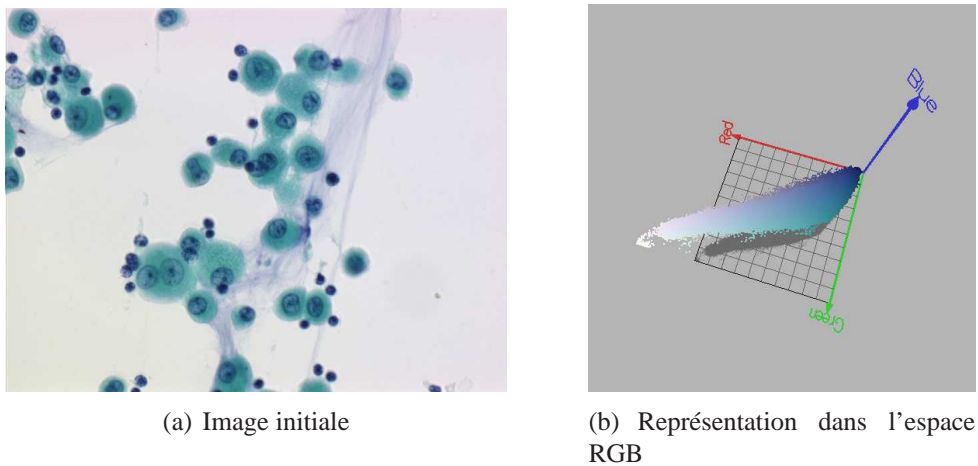 Red
Blue
Green
(a) Image initiale
(b) Représentation dans l'espace
RGB